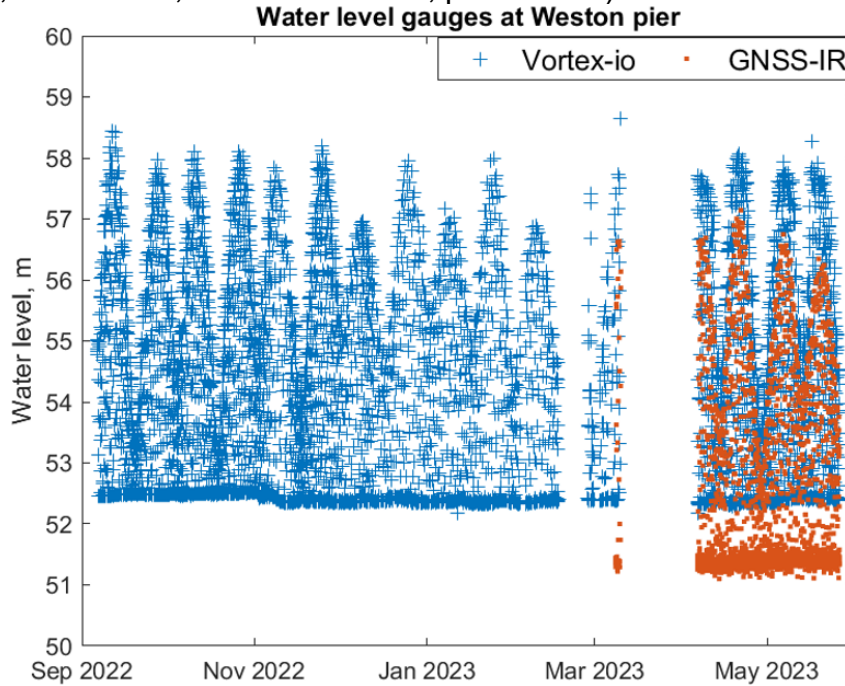 Water level gauges at Weston pier
Vortex-io GNSS-IR
Water level, m
60
59
58
57
56
55
54
53
52
51
50
Sep 2022 Nov 2022 Jan 2023 Mar 2023 May 2023